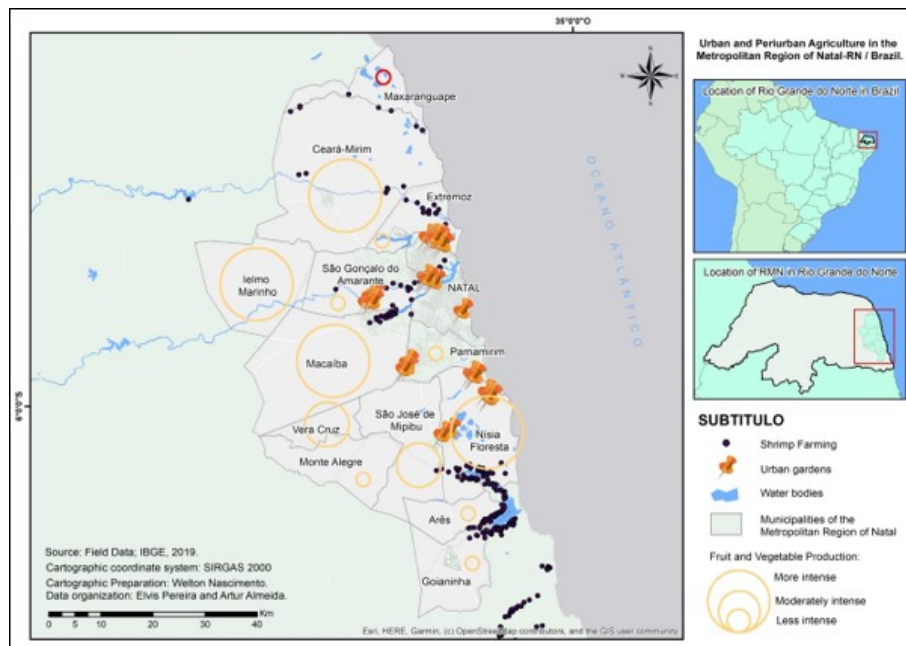 35°0'0"O
Urban and Periurban Agriculture in the
Metropolitan Region of Natal-RN / Brazil.
Location of Rio Grande do Norte in Brazil
Location of RMN in Rio Grande do Norte
N
Maxaranguape
Ceará-Mirim
Extremoz
OCEANO ATLÂNTICO
Ielmo
Marinho
São Gonçalo do
Amarante
NATAL
Parnamirim
Macaíba
6°0'0"S
Vera Cruz
São José de
Mipibu
Nísia
Floresta
Monte Alegre
Arês
Goianinha
SUBTITULO
Shrimp Farming
Urban gardens
Water bodies
Municipalities of the
Metropolitan Region of Natal
Fruit and Vegetable Production:
More intense
Moderately intense
Less intense
Source: Field Data; IBGE, 2019.
Cartographic coordinate system: SIRGAS 2000
Cartographic Preparation: Welton Nascimento.
Data organization: Elvis Pereira and Artur Almeida.
Km
0 5 10 20 30 40
Esri, HERE, Garmin, (c) OpenStreetMap contributors, and the GIS user community